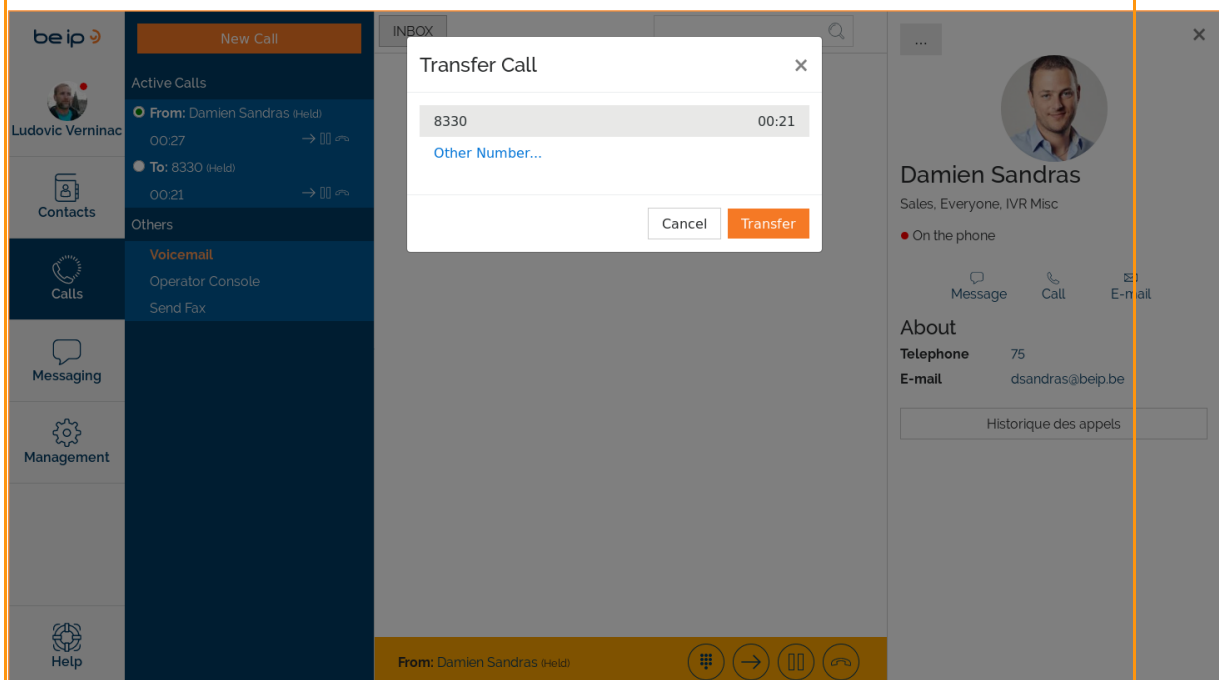 be ip
Ludovic Verninac
Contacts
Calls
Messaging
Management
Help
New Call
Active Calls
From: Damien Sandras (Held)
00:27
To: 8330 (Held)
00:21
Others
Voicemail
Operator Console
Send Fax
INBOX
Transfer Call ×
8330 00:21
Other Number...
Cancel Transfer
From: Damien Sandras (Held)
...
Damien Sandras
Sales, Everyone, IVR Misc
On the phone
Message Call E-mail
About
Telephone 75
E-mail dsandras@beip.be
Historique des appels